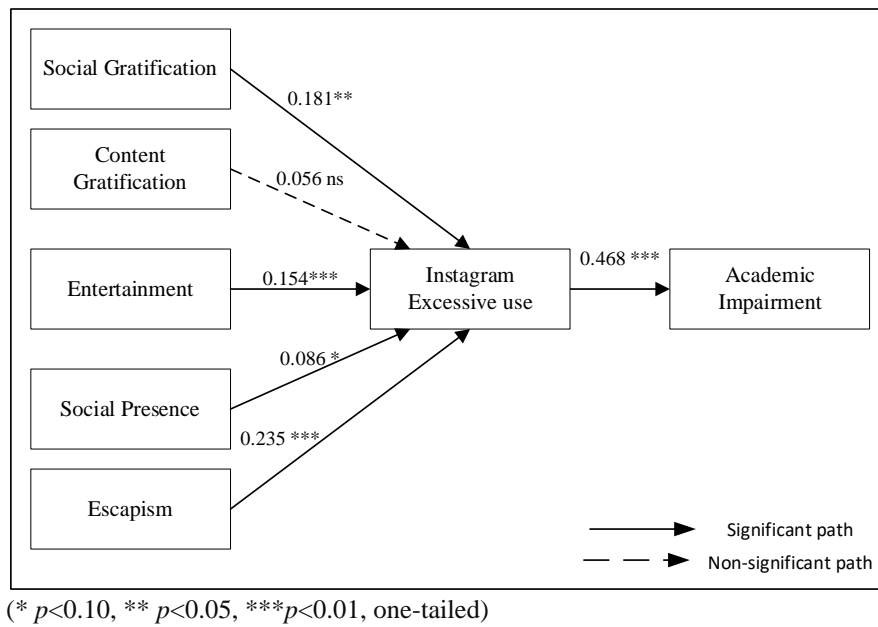 Social Gratification
0.181**
Content
Gratification
0.056 ns
Entertainment
0.154***
Instagram
Excessive use
0.468 ***
Academic
Impairment
0.086 *
Social Presence
0.235 ***
Escapism
Significant path
Non-significant path
(* p<0.10, ** p<0.05, ***p<0.01, one-tailed)